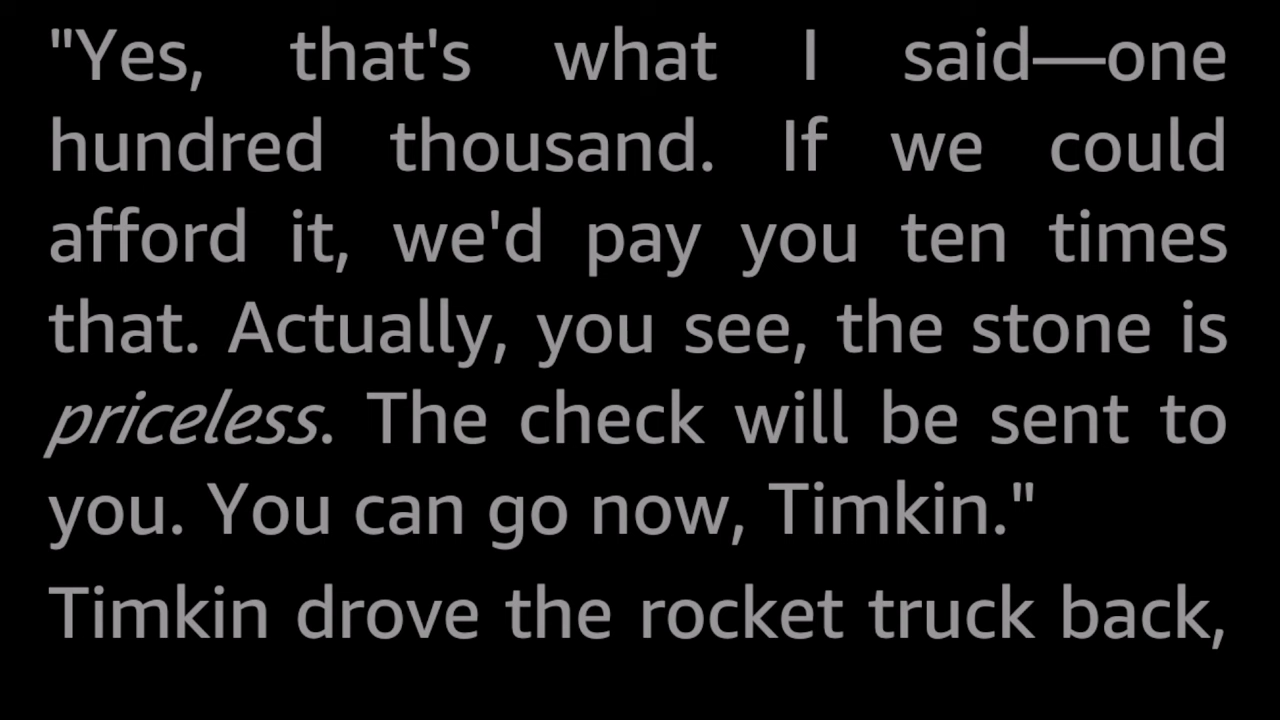 "Yes, that's what I said—one
hundred thousand. If we could
afford it, we'd pay you ten times
that. Actually, you see, the stone is
priceless. The check will be sent to
you. You can go now, Timkin."
Timkin drove the rocket truck back,